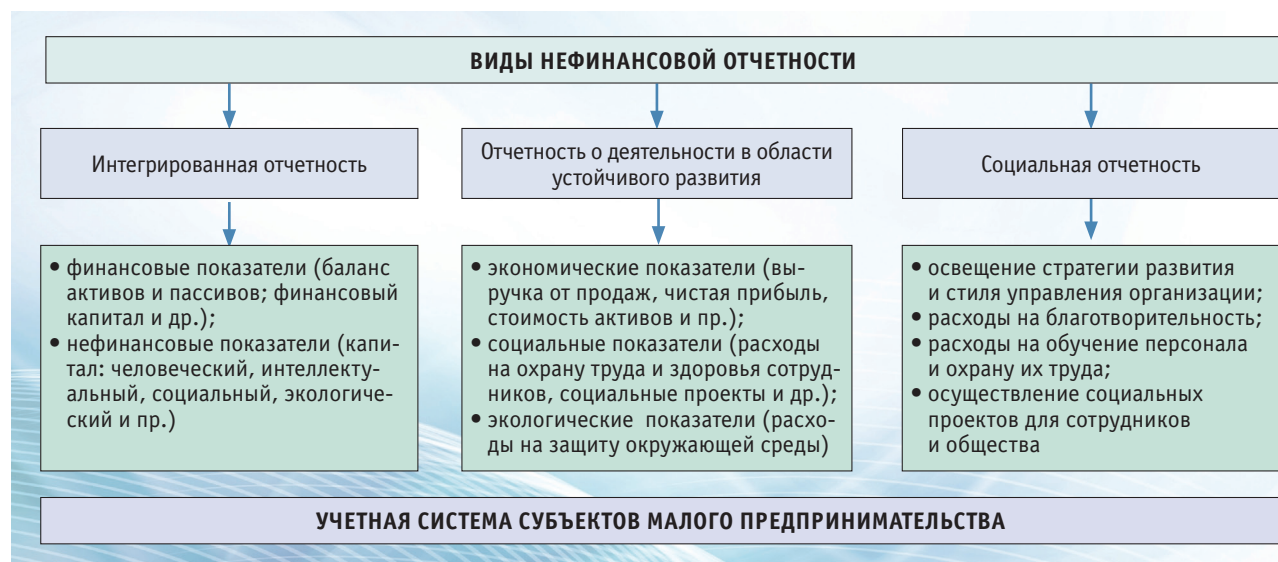 ВИДЫ НЕФИНАНСОВОЙ ОТЧЕТНОСТИ
Интегрированная отчетность
Отчетность о деятельности в области
устойчивого развития
Социальная отчетность
• финансовые показатели (баланс
активов и пассивов; финансовый
капитал и др.);
• нефинансовые показатели (капи-
тал: человеческий, интеллекту-
альный, социальный, экологиче-
ский и пр.)
• экономические показатели (вы-
ручка от продаж, чистая прибыль,
стоимость активов и пр.);
• социальные показатели (расходы
на охрану труда и здоровья сотруд-
ников, социальные проекты и др.);
• экологические показатели (расхо-
ды на защиту окружающей среды)
• освещение стратегии развития
и стиля управления организации;
• расходы на благотворительность;
• расходы на обучение персонала
и охрану их труда;
• осуществление социальных
проектов для сотрудников
и общества
УЧЕТНАЯ СИСТЕМА СУБЪЕКТОВ МАЛОГО ПРЕДПРИНИМАТЕЛЬСТВА